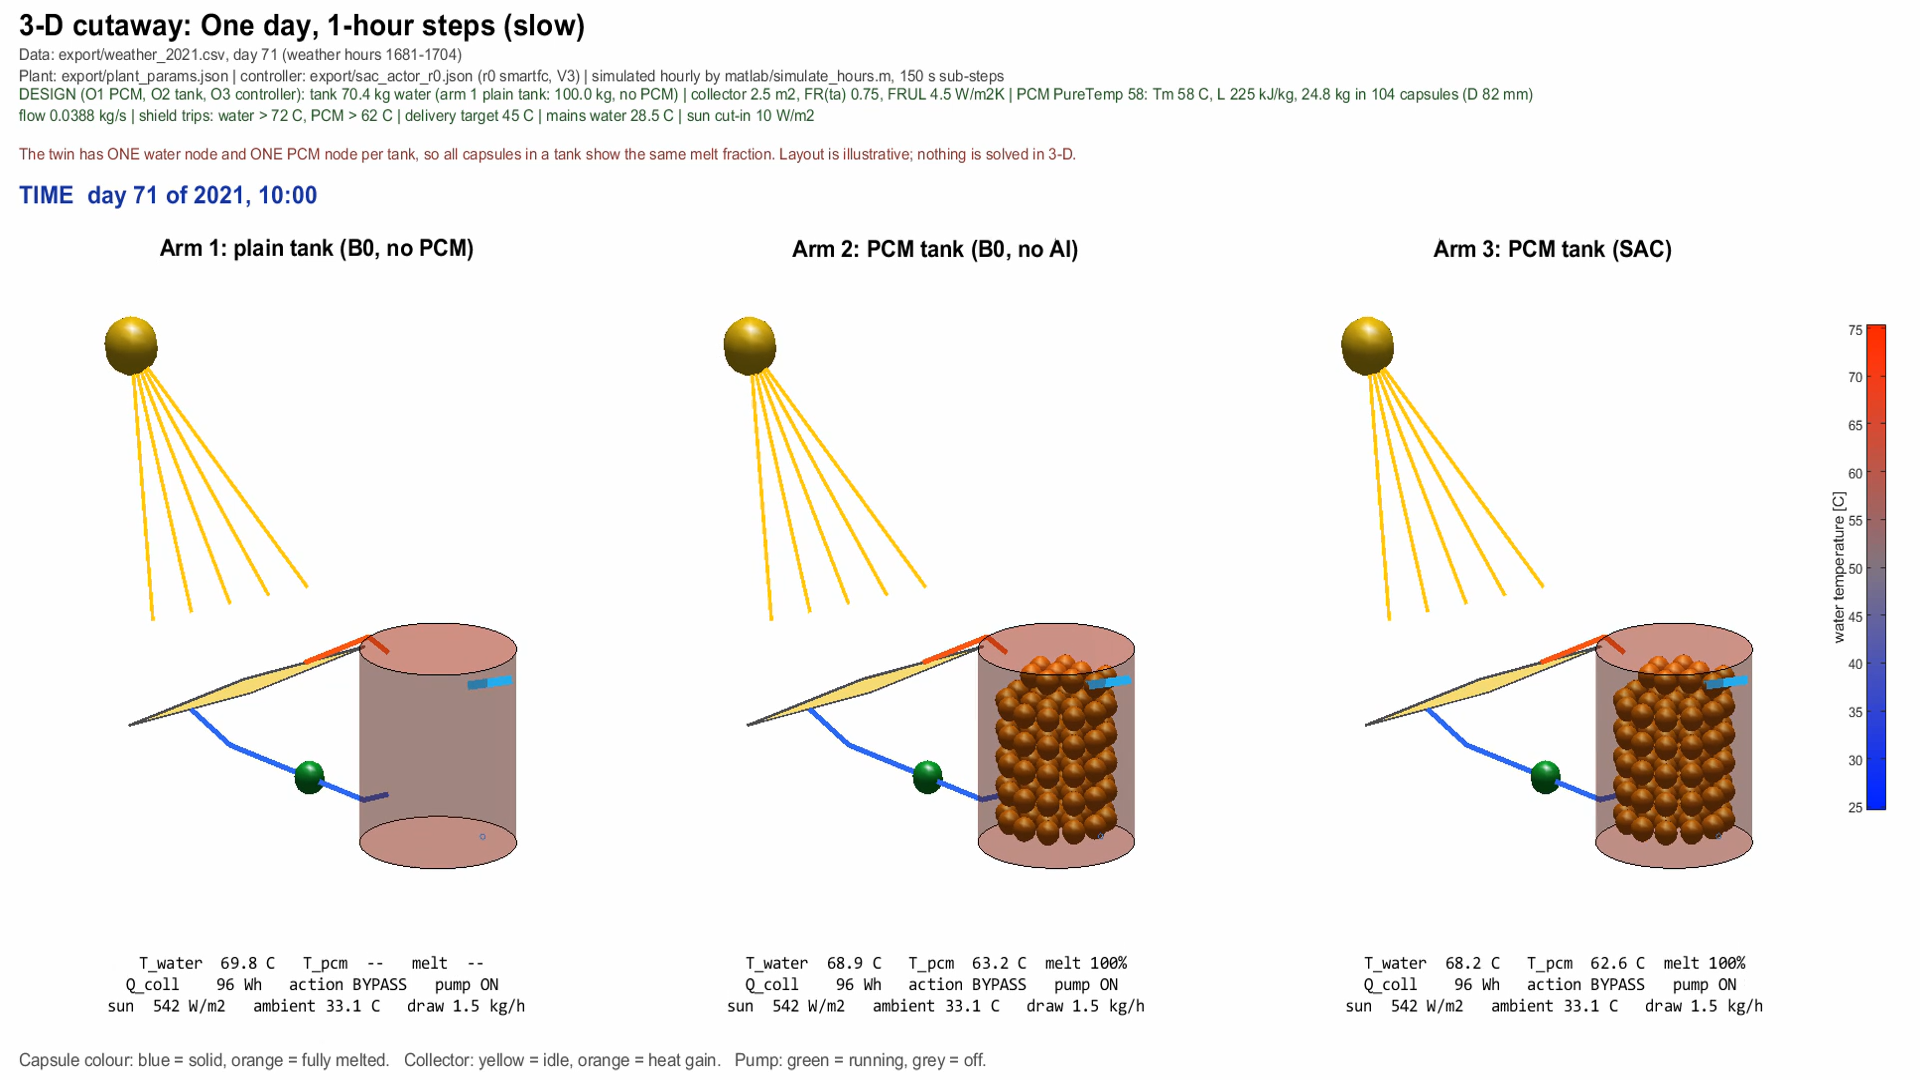 3-D cutaway: One day, 1-hour steps (slow)
Data: export/weather_2021.csv, day 71 (weather hours 1681-1704)
Plant: export/plant_params.json | controller: export/sac_actor_r0.json (r0 smartfc, V3) | simulated hourly by matlab/simulate_hours.m, 150 s sub-steps
DESIGN (O1 PCM, O2 tank, O3 controller): tank 70.4 kg water (arm 1 plain tank: 100.0 kg, no PCM) | collector 2.5 m2, FR(ta) 0.75, FRUL 4.5 W/m2K | PCM PureTemp 58: Tm 58 C, L 225 kJ/kg, 24.8 kg in 104 capsules (D 82 mm)
flow 0.0388 kg/s | shield trips: water > 72 C, PCM > 62 C | delivery target 45 C | mains water 28.5 C | sun cut-in 10 W/m2
The twin has ONE water node and ONE PCM node per tank, so all capsules in a tank show the same melt fraction. Layout is illustrative; nothing is solved in 3-D.
TIME  day 71 of 2021, 10:00
Arm 1: plain tank (B0, no PCM)
Arm 2: PCM tank (B0, no AI)
Arm 3: PCM tank (SAC)
75
70
65
60
55
50
45
40
35
30
25
water temperature [C]
T_water  69.8 C   T_pcm  --   melt  --
Q_coll    96 Wh   action BYPASS   pump ON
sun  542 W/m2   ambient 33.1 C   draw 1.5 kg/h
T_water  68.9 C   T_pcm  63.2 C  melt 100%
Q_coll    96 Wh   action BYPASS   pump ON
sun  542 W/m2   ambient 33.1 C   draw 1.5 kg/h
T_water  68.2 C   T_pcm  62.6 C  melt 100%
Q_coll    96 Wh   action BYPASS   pump ON
sun  542 W/m2   ambient 33.1 C   draw 1.5 kg/h
Capsule colour: blue = solid, orange = fully melted.   Collector: yellow = idle, orange = heat gain.   Pump: green = running, grey = off.